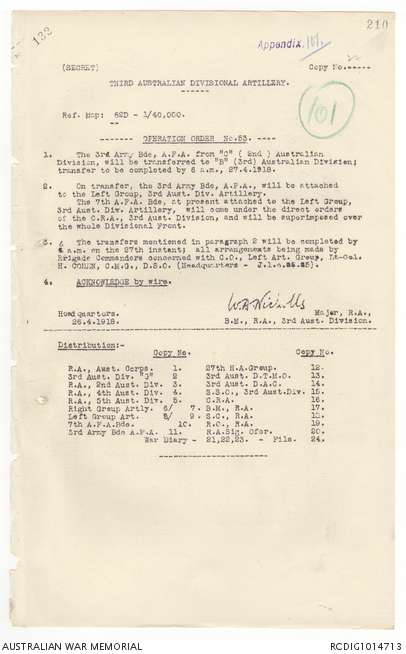 132
210
Appendix
(SECRET)
Copy No.
THIRD AUSTRALIAN DIVISIONAL ARTILLERY.
101
Ref. Map: 62D - 1/40,000.
OPERATION ORDER No.53.
1. The 3rd Army Bde, A.F.A. from "C" ( 2nd ) Australian
Division, will be transferred to "B" (3rd) Australian Division;
transfer to be completed by 6 a.m. 27.4.1918.
2. On transfer, the 3rd Army Bde, A.F.A., will be attached
to the Left Group, 3rd Aust. Div. Artillery.
The 7th A.F.A. Bde, at present attached to the Left Group,
3rd Aust. Div. Artillery, will come under the direct orders
of the C.R.A., 3rd Aust. Division, and will be superimposed over
the whole Divisional Front.
3. The transfers mentioned in paragraph 2 will be completed by
6 a.m. on the 27th instant; all arrangements being made by
Brigade Commanders concerned with C.O., Left Art. Group, Lt-Col.
H. COHEN, C.M.G., D.S.O. (Headquarters -
4. ACKNOWLEDGE by wire.
Headquarters.
26.4.1918.
Major, R.A.,
B.M., R.A., 3rd Aust. Division.
Distribution:-
Copy No. Copy No.
R.A., Aust. Corps. 1. 27th H.A.Group. 12.
3rd Aust. Div. "G" 2 3rd Aust. D.T.M.O. 13.
R.A., 2nd Aust. Div. 3. 3rd Aust. D.A.C. 14.
R.A., 4th Aust. Div. 4. S.S.O., 3rd Aust.Div. 15
R.A., 5th Aust. Div. 5. C.R.A. 16.
Right Group Artly. 6/ 7. B.M., R.A. 17.
Left Group Art. 8/ 9. S.C., R.A. 18.
7th A.F.A.Bde. 10. R.O., R.A. 19.
3rd Army Bde A.F.A. 11. R.A.Sig. Ofcr. 20.
War Diary - 21,22,23. - File. 24.
AUSTRALIAN WAR MEMORIAL
RCDIG1014713